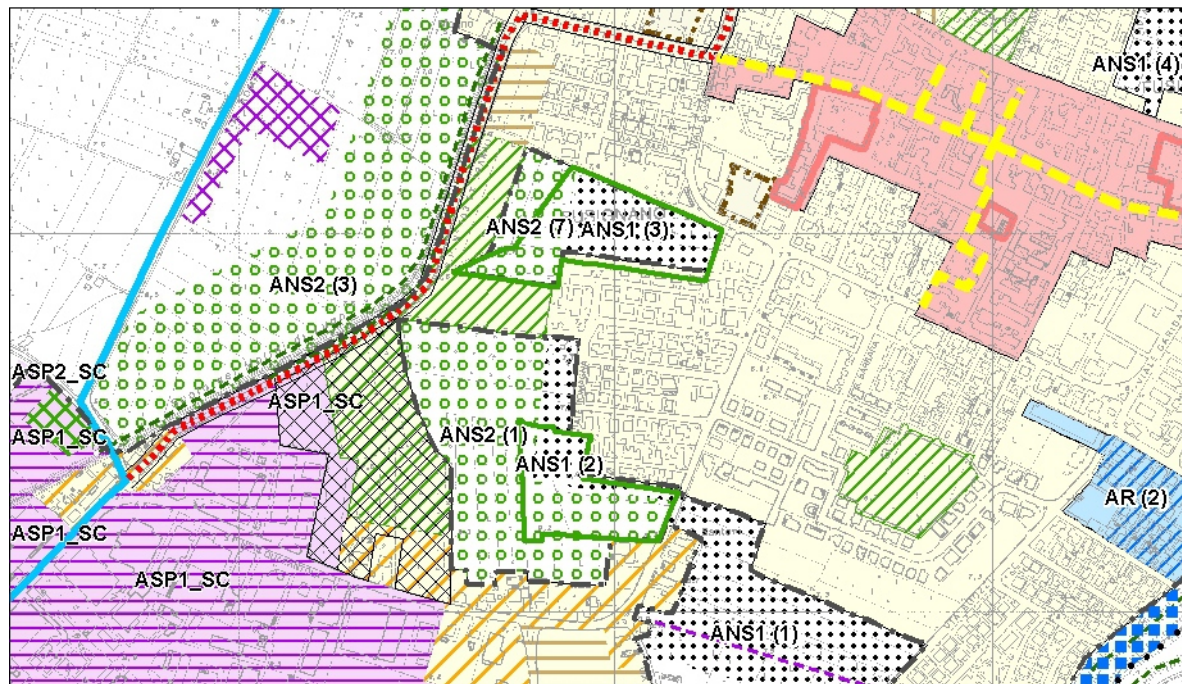 ANS1 (4)
ANS2 (7)
ANS1 (3)
ANS2 (3)
ASP2_SC
ASP1_SC
ASP1_SC
ANS2 (1)
ANS1 (2)
AR (2)
ASP1_SC
ASP1_SC
ANS1 (1)